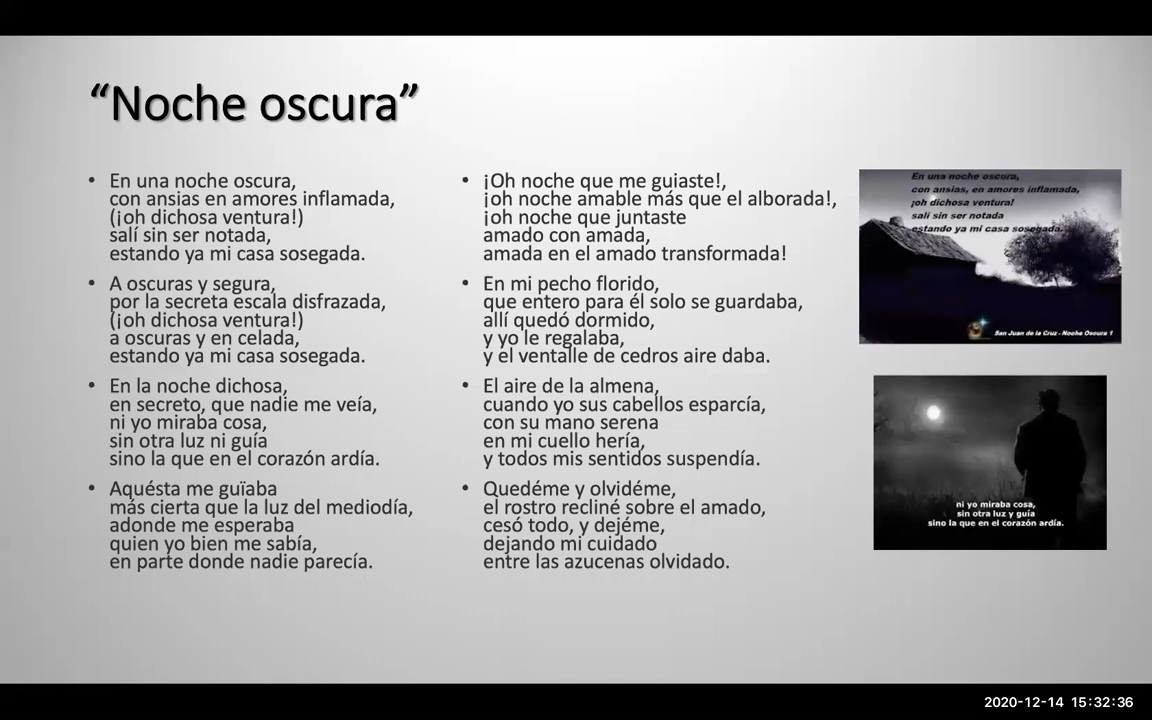 “Noche oscura”
• En una noche oscura,
con ansias en amores inflamada,
(¡oh dichosa ventura!)
salí sin ser notada,
estando ya mi casa sosegada.
• A oscuras y segura,
por la secreta escala disfrazada,
(¡oh dichosa ventura!)
a oscuras y en celada,
estando ya mi casa sosegada.
• En la noche dichosa,
en secreto, que nadie me veía,
ni yo miraba cosa,
sin otra luz ni guía
sino la que en el corazón ardía.
• Aquésta me guïaba
más cierta que la luz del mediodía,
adonde me esperaba
quien yo bien me sabía,
en parte donde nadie parecía.
• ¡Oh noche que me guiaste!,
¡oh noche amable más que el alborada!,
¡oh noche que juntaste
amado con amada,
amada en el amado transformada!
• En mi pecho florido,
que entero para él solo se guardaba,
allí quedó dormido,
y yo le regalaba,
y el ventalle de cedros aire daba.
• El aire de la almena,
cuando yo sus cabellos esparcía,
con su mano serena
en mi cuello hería,
y todos mis sentidos suspendía.
• Quedéme y olvidéme,
el rostro recliné sobre el amado,
cesó todo, y dejéme,
dejando mi cuidado
entre las azucenas olvidado.
En una noche oscura,
con ansias, en amores inflamada,
¡oh dichosa ventura!
salí sin ser notada
estando ya mi casa sosegada.
San Juan de la Cruz - Noche Oscura 1
ni yo miraba cosa,
sin otra luz y guía
sino la que en el corazón ardía.
2020-12-14 15:32:36